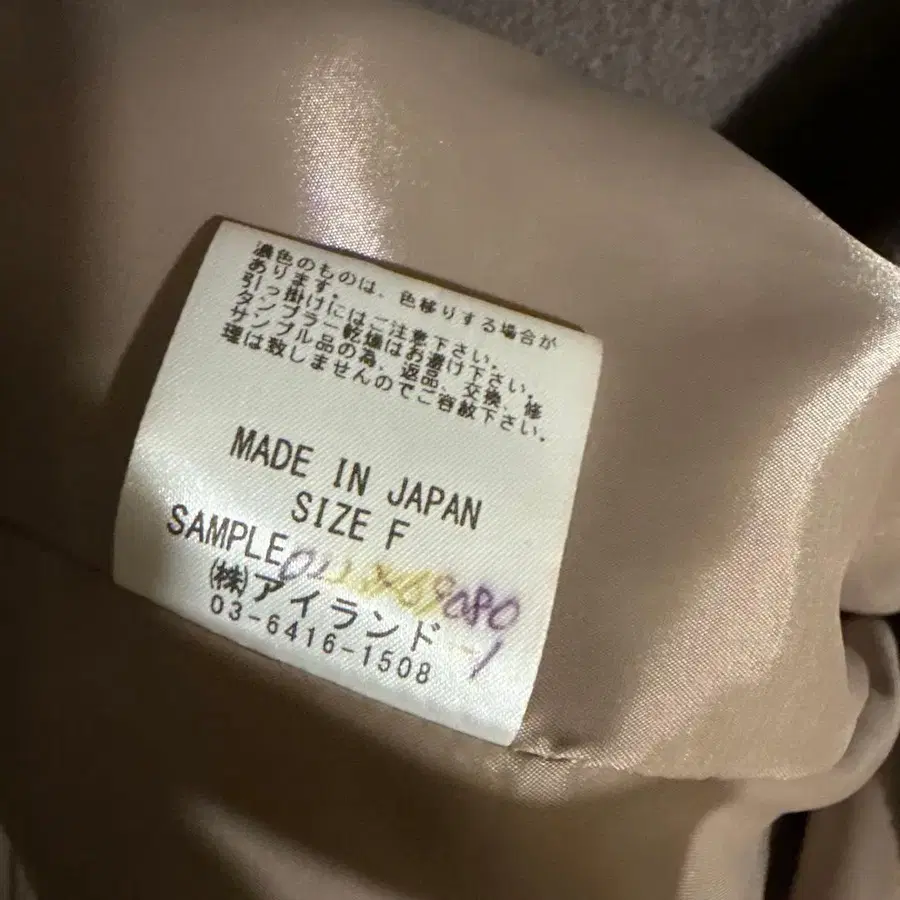 濃色のものは、色移りする場合が
あります。
引っ掛けにはご注意下さい。
タンブラー乾燥はお避け下さい。
サンプル品の為、返品、交換、修
理は致しませんのでご容赦下さい。
MADE IN JAPAN
SIZE F
SAMPLE
㈱アイランド
03-6416-1508